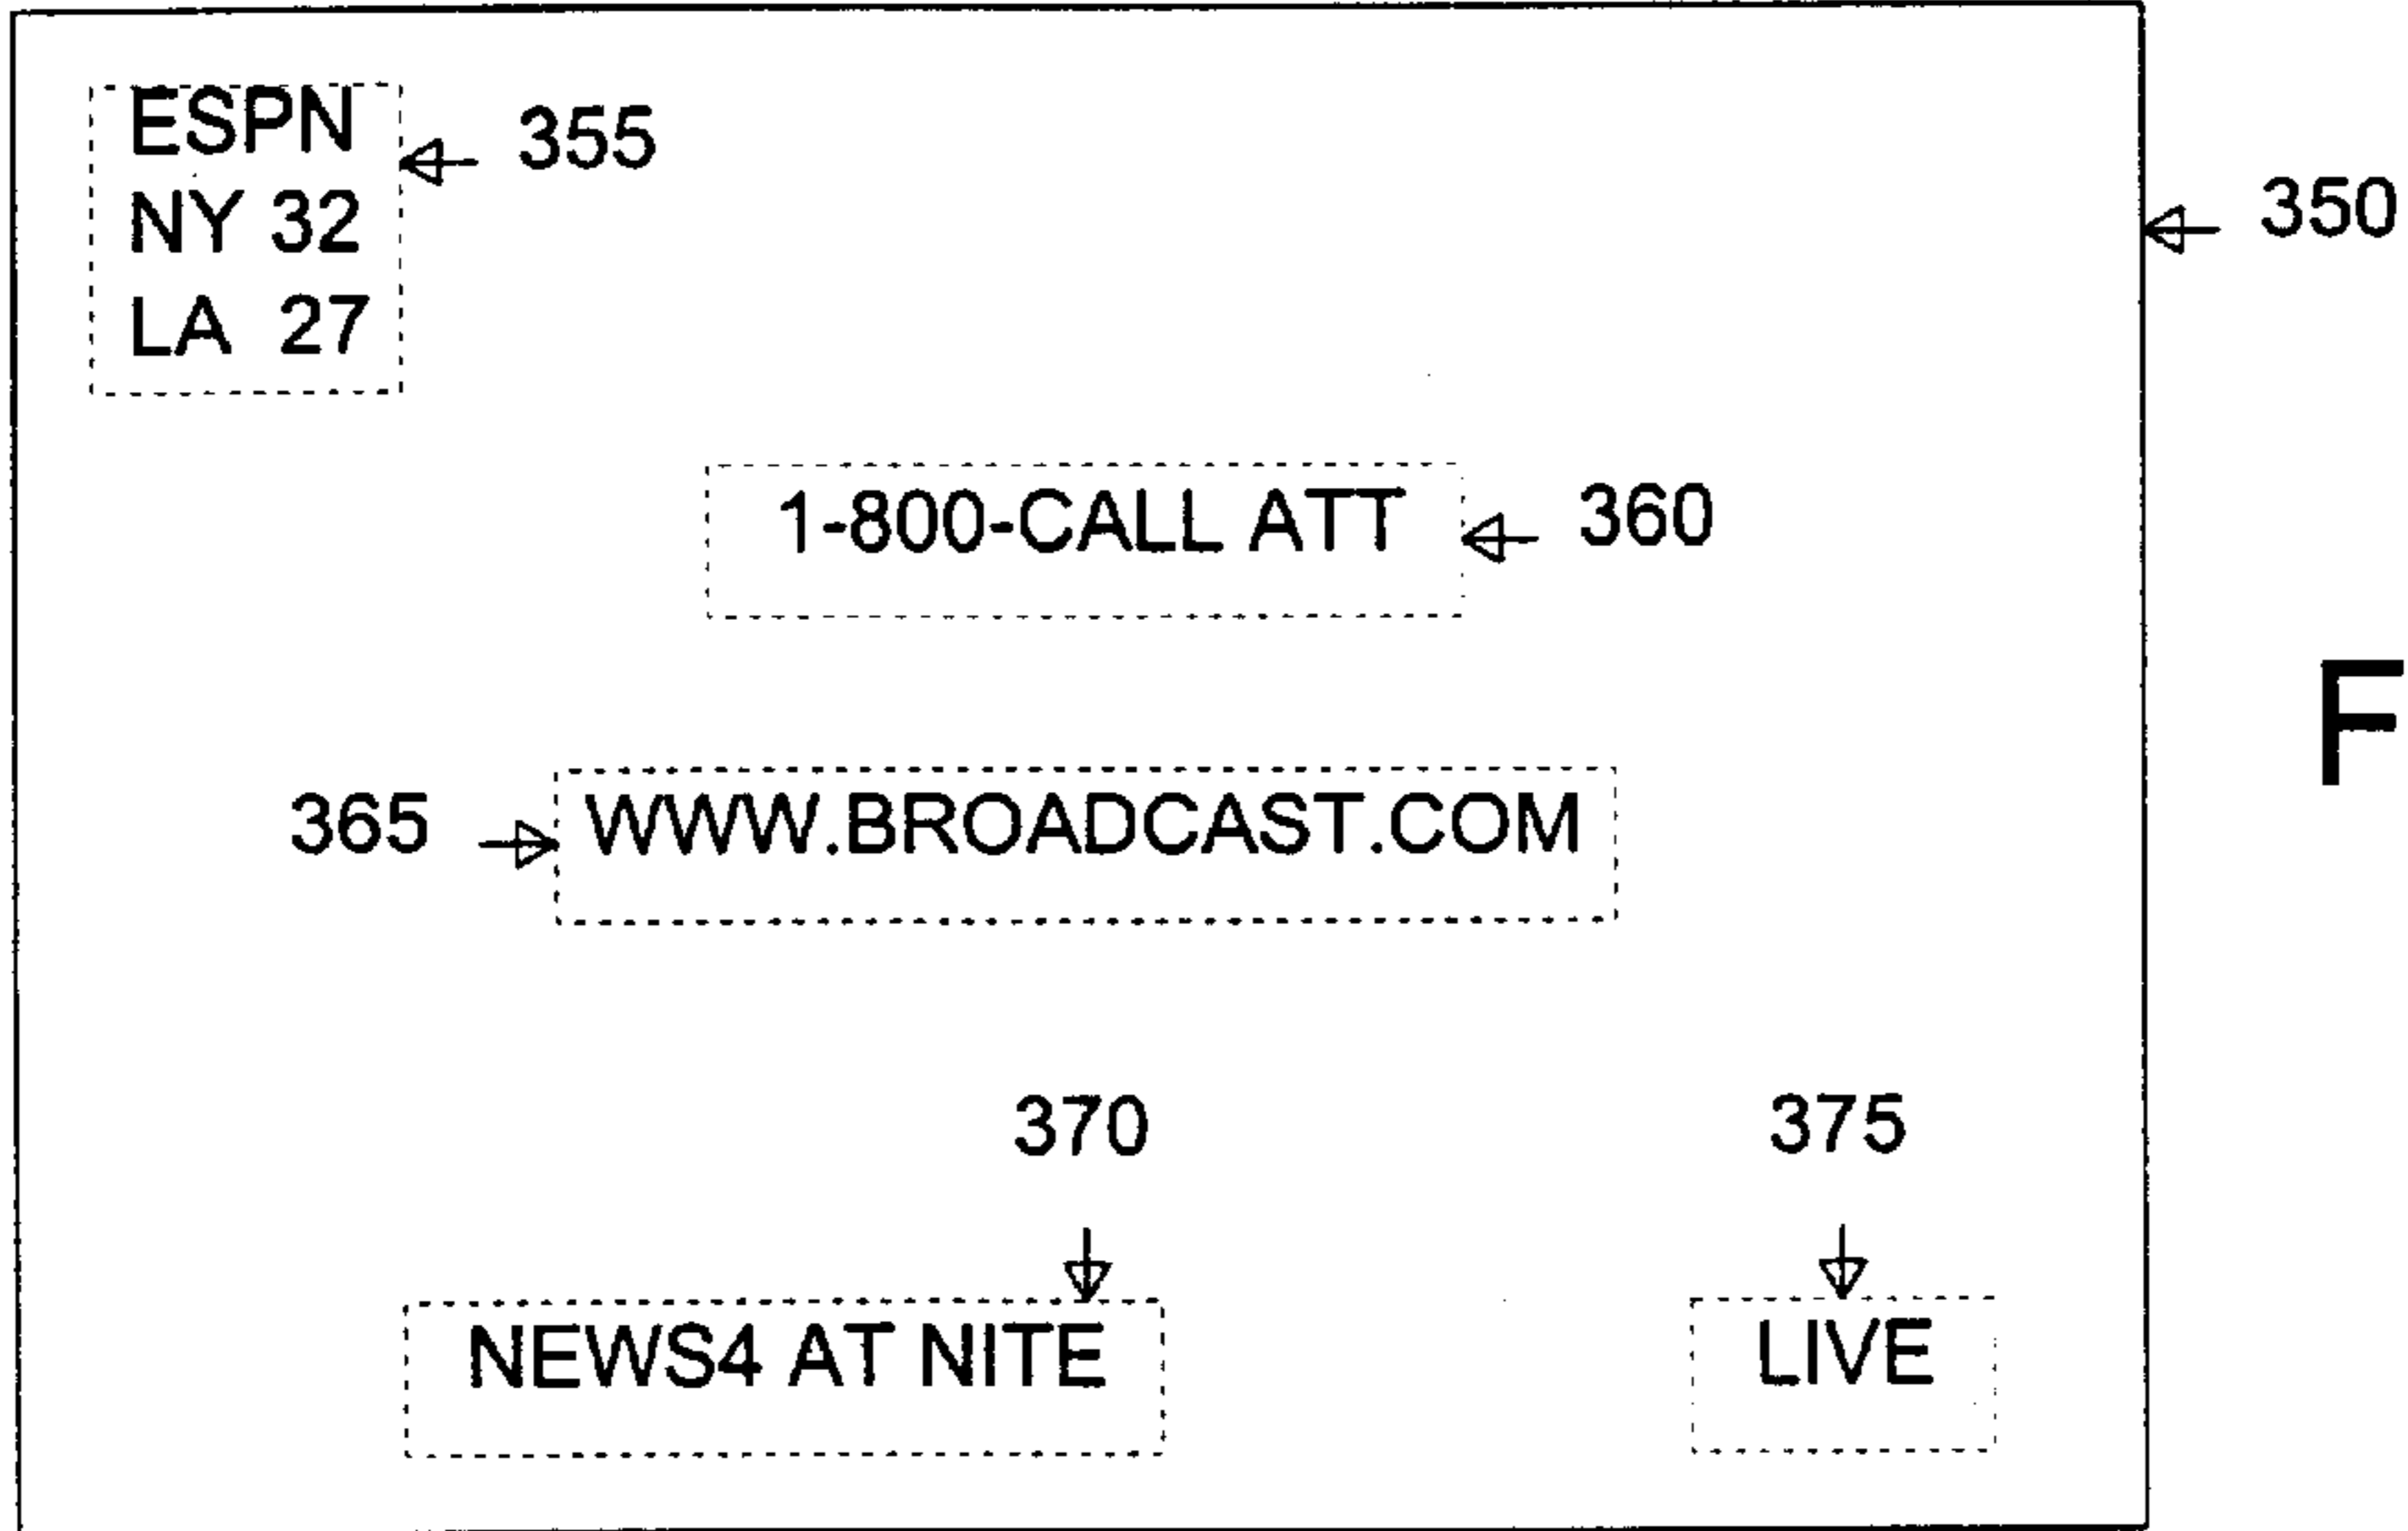 ESPN
355
NY 32
350
LA 27
1-800-CALL ATT
360
F
365
WWW.BROADCAST.COM
370
375
NEWS4 AT NITE
LIVE